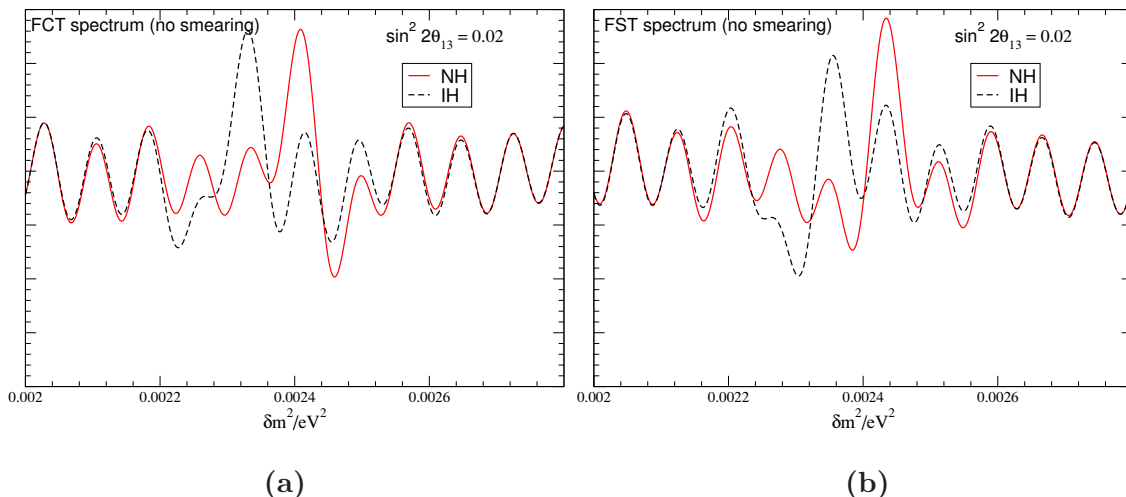 FCT spectrum (no smearing)
sin² 2θ₁₃ = 0.02
NH
IH
0.002 0.0022 0.0024 0.0026
δm²/eV²
(a)
FST spectrum (no smearing)
sin² 2θ₁₃ = 0.02
NH
IH
0.002 0.0022 0.0024 0.0026
δm²/eV²
(b)